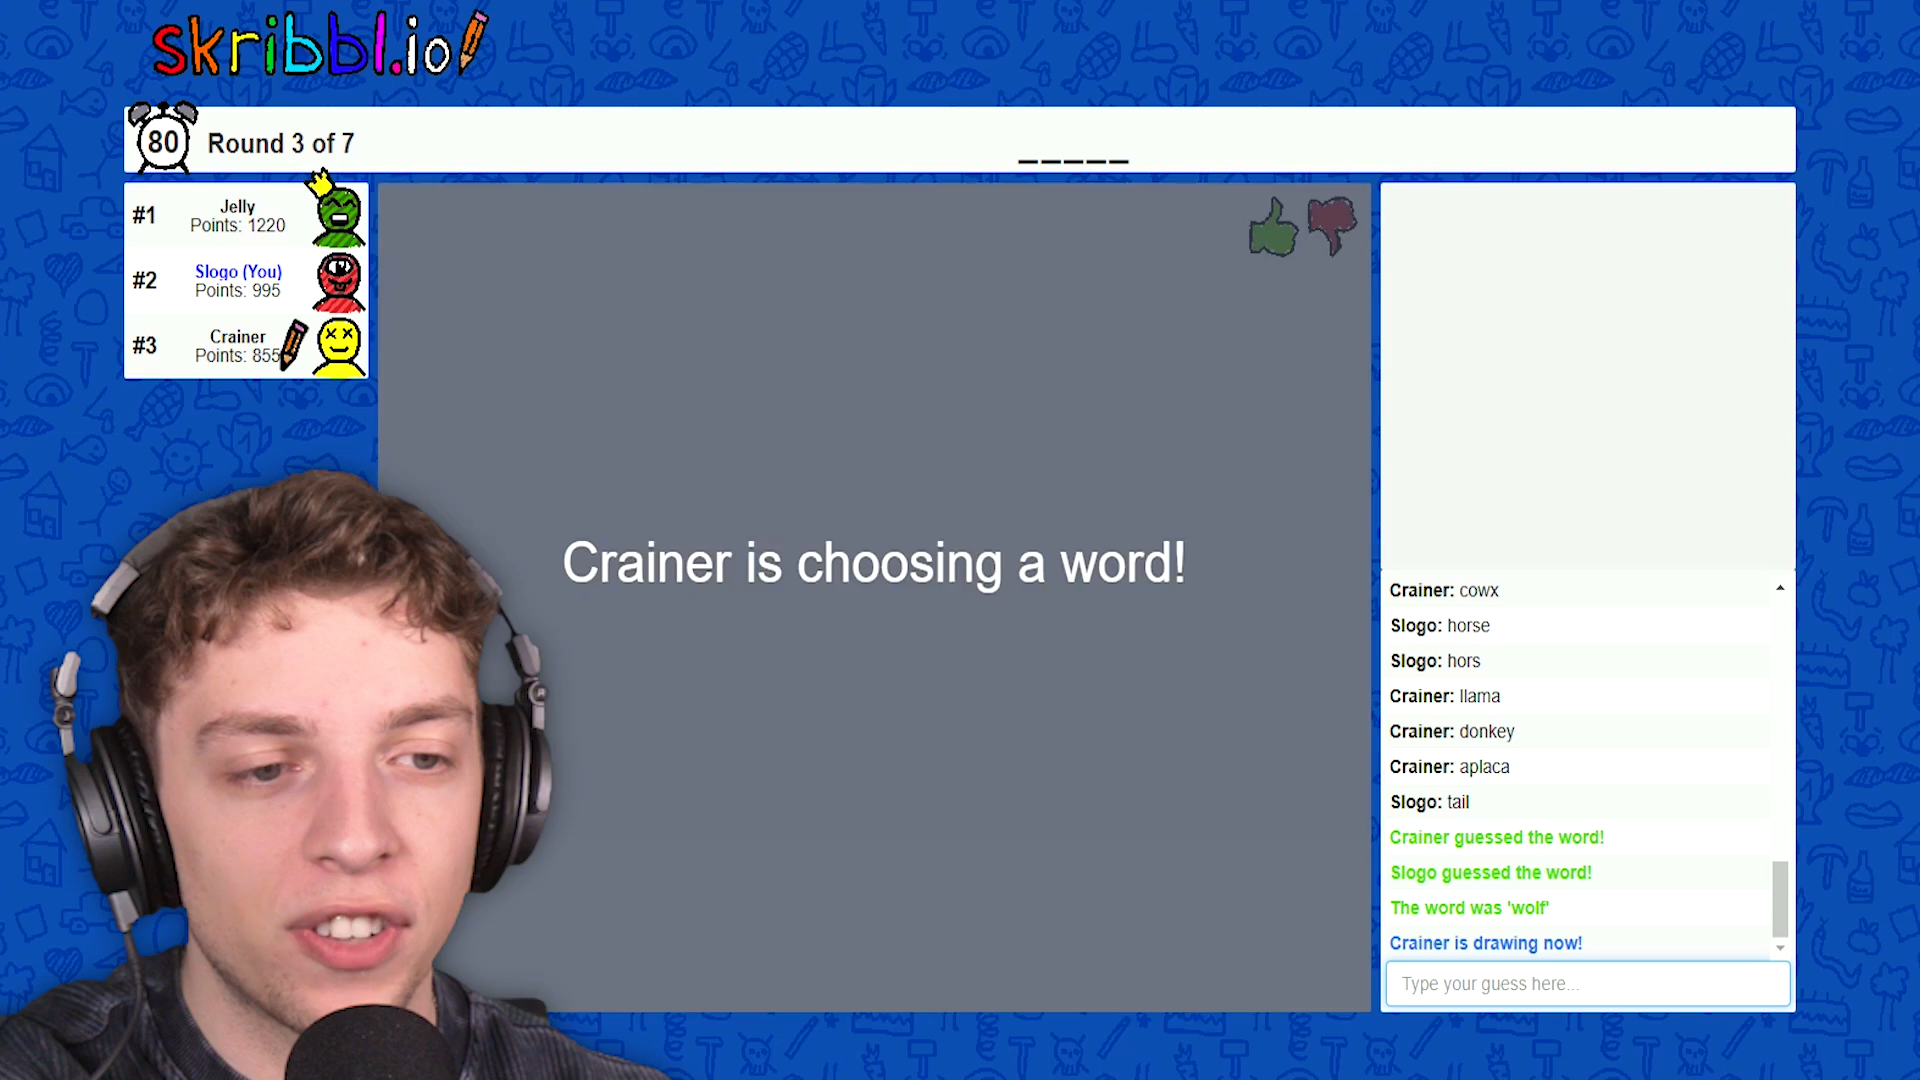 skribbl.io
80
Round 3 of 7
_____
#1
Jelly
Points: 1220
#2
Slogo (You)
Points: 995
#3
Crainer
Points: 855
Crainer is choosing a word!
Crainer: cowx
Slogo: horse
Slogo: hors
Crainer: llama
Crainer: donkey
Crainer: aplaca
Slogo: tail
Crainer guessed the word!
Slogo guessed the word!
The word was 'wolf'
Crainer is drawing now!
Type your guess here...